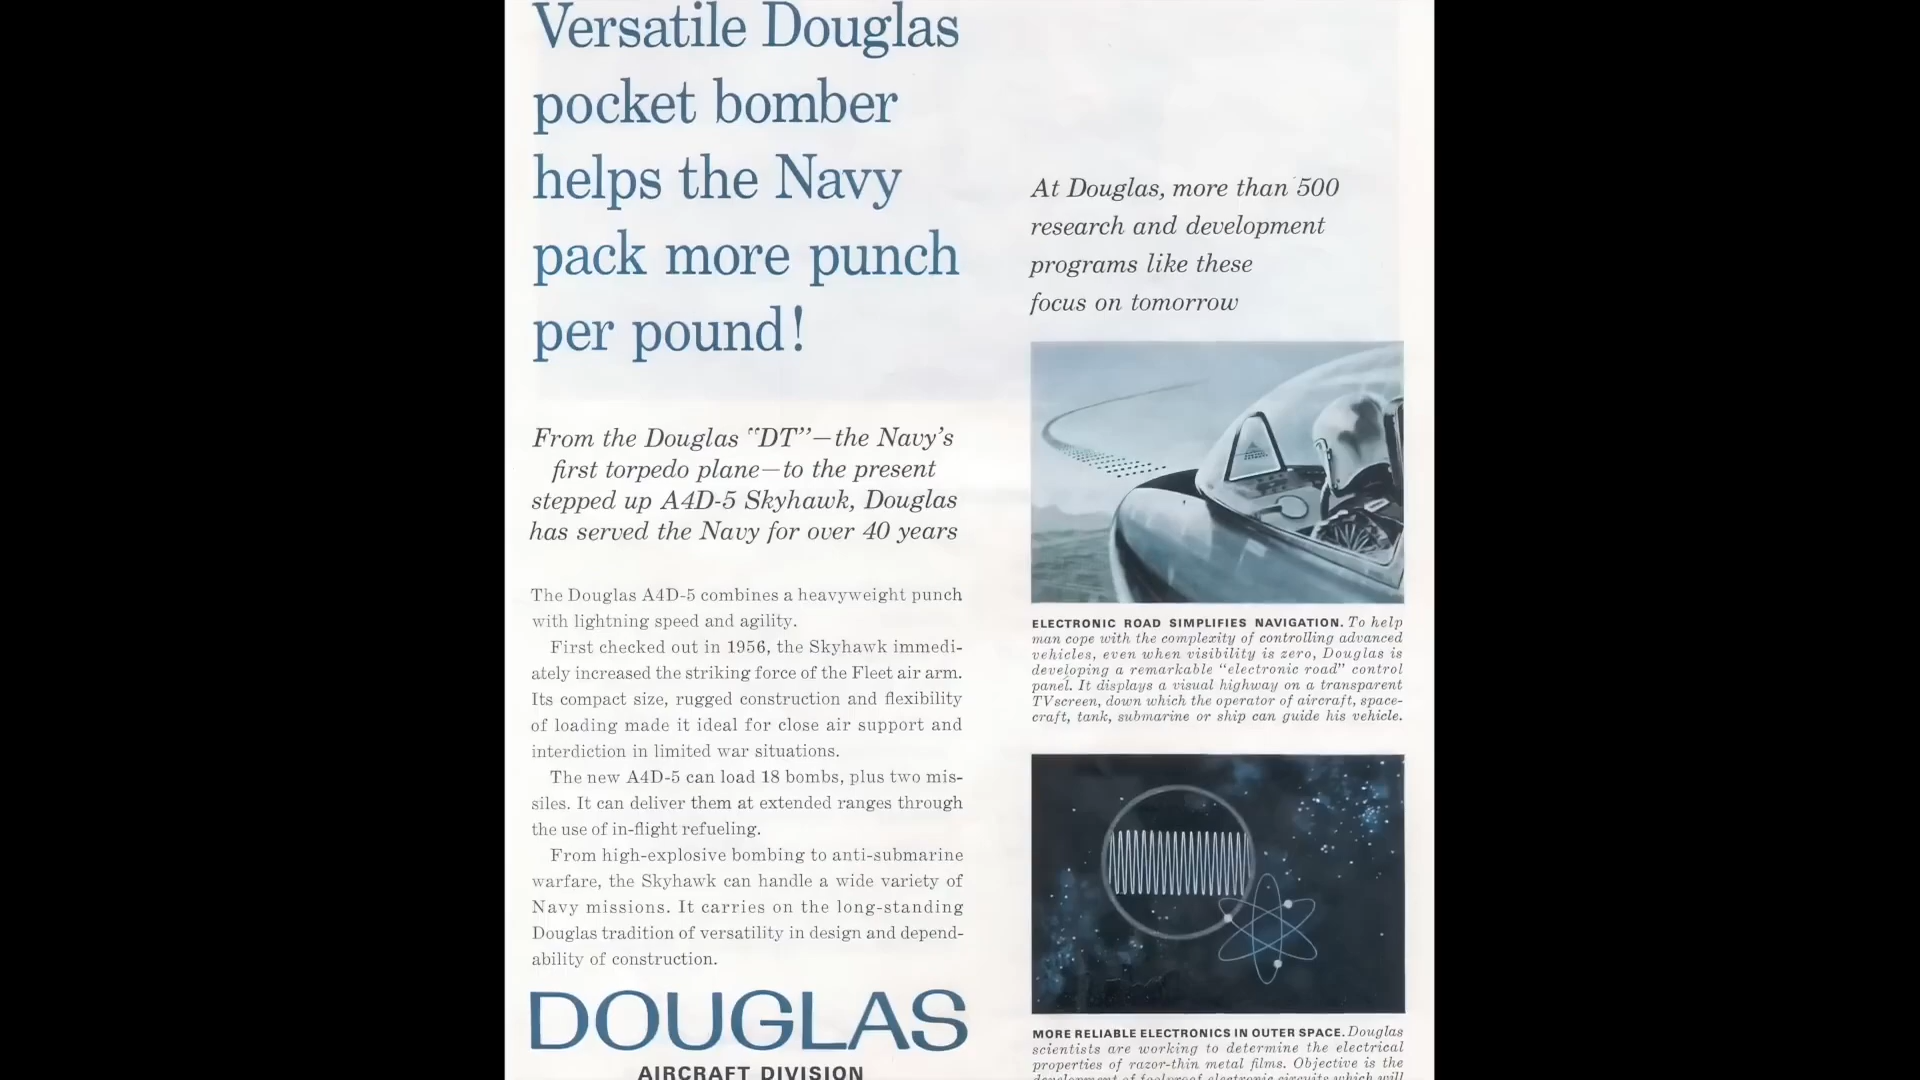 Versatile Douglas
pocket bomber
helps the Navy
pack more punch
per pound!
From the Douglas "DT"—the Navy's
first torpedo plane—to the present
stepped up A4D-5 Skyhawk, Douglas
has served the Navy for over 40 years
The Douglas A4D-5 combines a heavyweight punch
with lightning speed and agility.
First checked out in 1956, the Skyhawk immedi-
ately increased the striking force of the Fleet air arm.
Its compact size, rugged construction and flexibility
of loading made it ideal for close air support and
interdiction in limited war situations.
The new A4D-5 can load 18 bombs, plus two mis-
siles. It can deliver them at extended ranges through
the use of in-flight refueling.
From high-explosive bombing to anti-submarine
warfare, the Skyhawk can handle a wide variety of
Navy missions. It carries on the long-standing
Douglas tradition of versatility in design and depend-
ability of construction.
DOUGLAS
AIRCRAFT DIVISION
At Douglas, more than 500
research and development
programs like these
focus on tomorrow
ELECTRONIC ROAD SIMPLIFIES NAVIGATION. To help
man cope with the complexity of controlling advanced
vehicles, even when visibility is zero, Douglas is
developing a remarkable "electronic road" control
panel. It displays a visual highway on a transparent
TV screen, down which the operator of aircraft, space-
craft, tank, submarine or ship can guide his vehicle.
MORE RELIABLE ELECTRONICS IN OUTER SPACE. Douglas
scientists are working to determine the electrical
properties of razor-thin metal films. Objective is the
development of foolproof electronic circuits which will